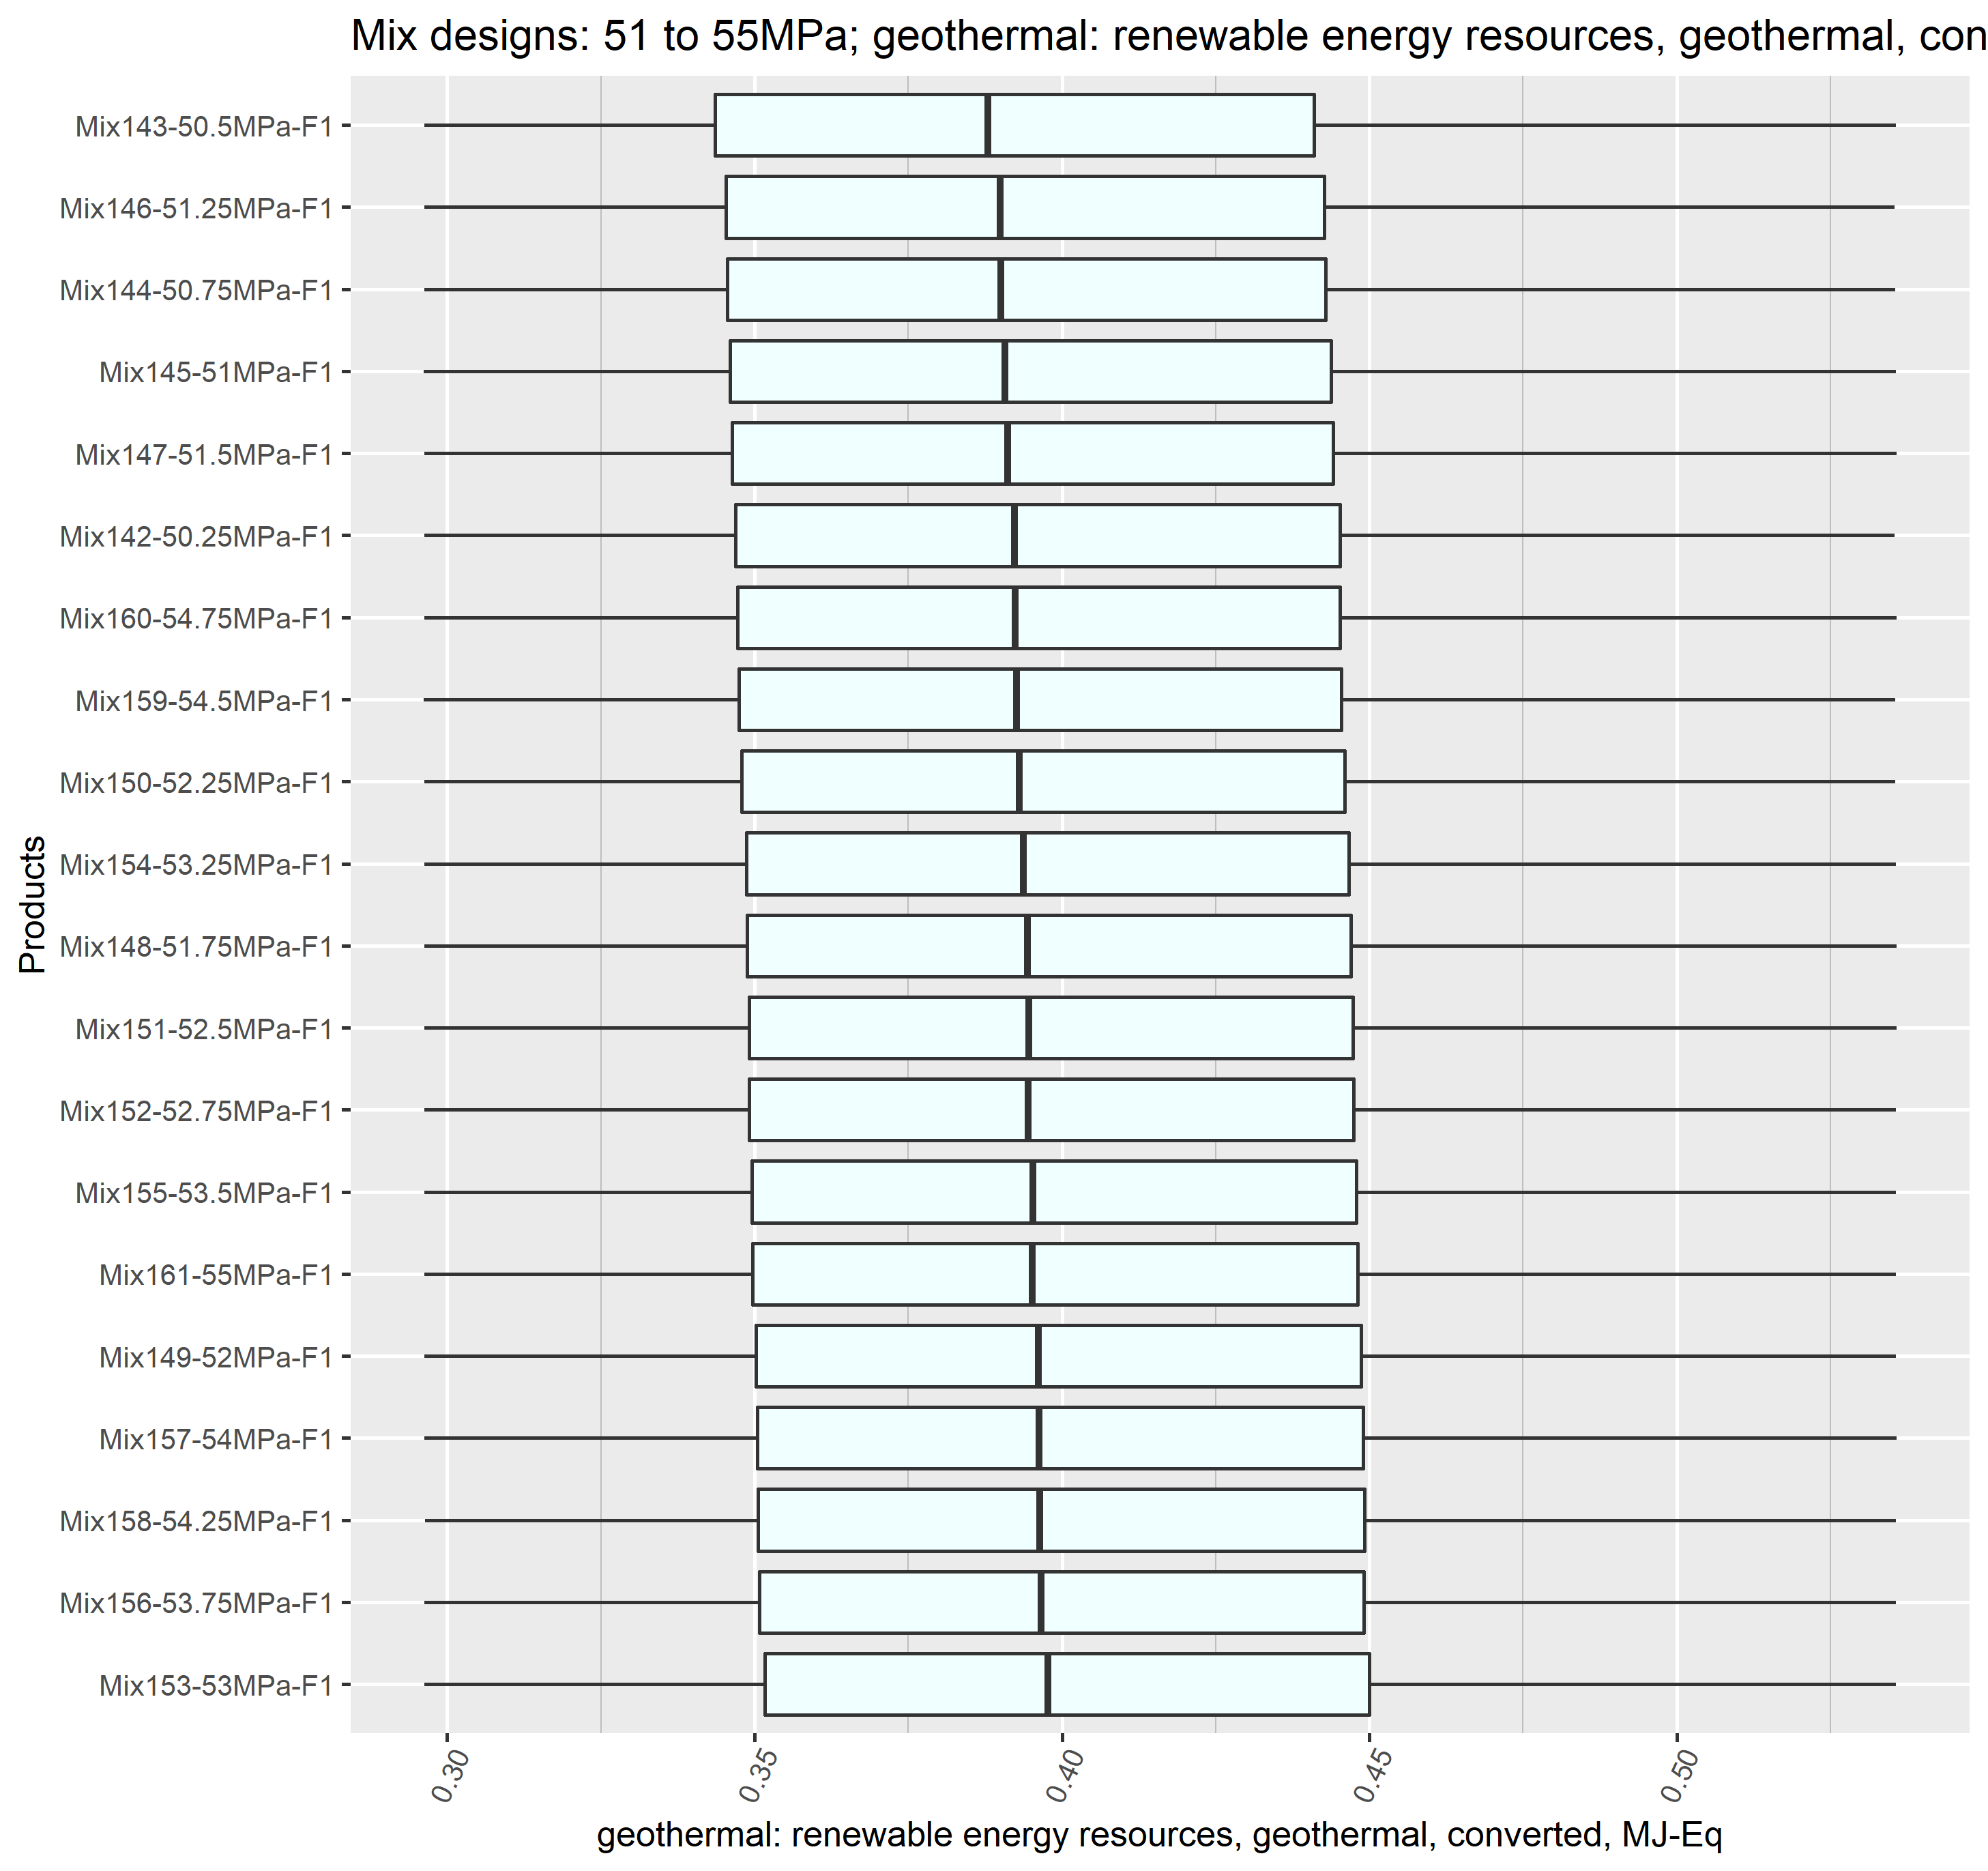 Mix designs: 51 to 55MPa; geothermal: renewable energy resources, geothermal, con
Mix143-50.5MPa-F1
Mix146-51.25MPa-F1
Mix144-50.75MPa-F1
Mix145-51MPa-F1
Mix147-51.5MPa-F1
Mix142-50.25MPa-F1
Mix160-54.75MPa-F1
Mix159-54.5MPa-F1
Mix150-52.25MPa-F1
Mix154-53.25MPa-F1
Mix148-51.75MPa-F1
Mix151-52.5MPa-F1
Mix152-52.75MPa-F1
Mix155-53.5MPa-F1
Mix161-55MPa-F1
Mix149-52MPa-F1
Mix157-54MPa-F1
Mix158-54.25MPa-F1
Mix156-53.75MPa-F1
Mix153-53MPa-F1
Products
0.30 0.35 0.40 0.45 0.50
geothermal: renewable energy resources, geothermal, converted, MJ-Eq